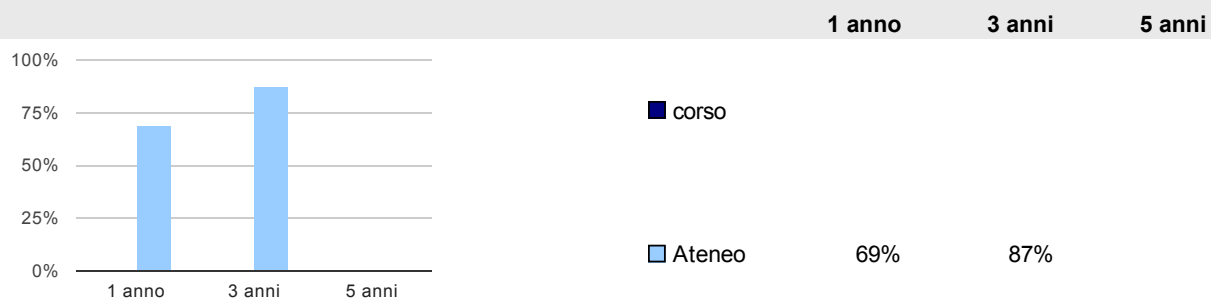 1 anno 3 anni 5 anni
100%
75%
50%
25%
0%
1 anno 3 anni 5 anni
corso
Ateneo 69% 87%